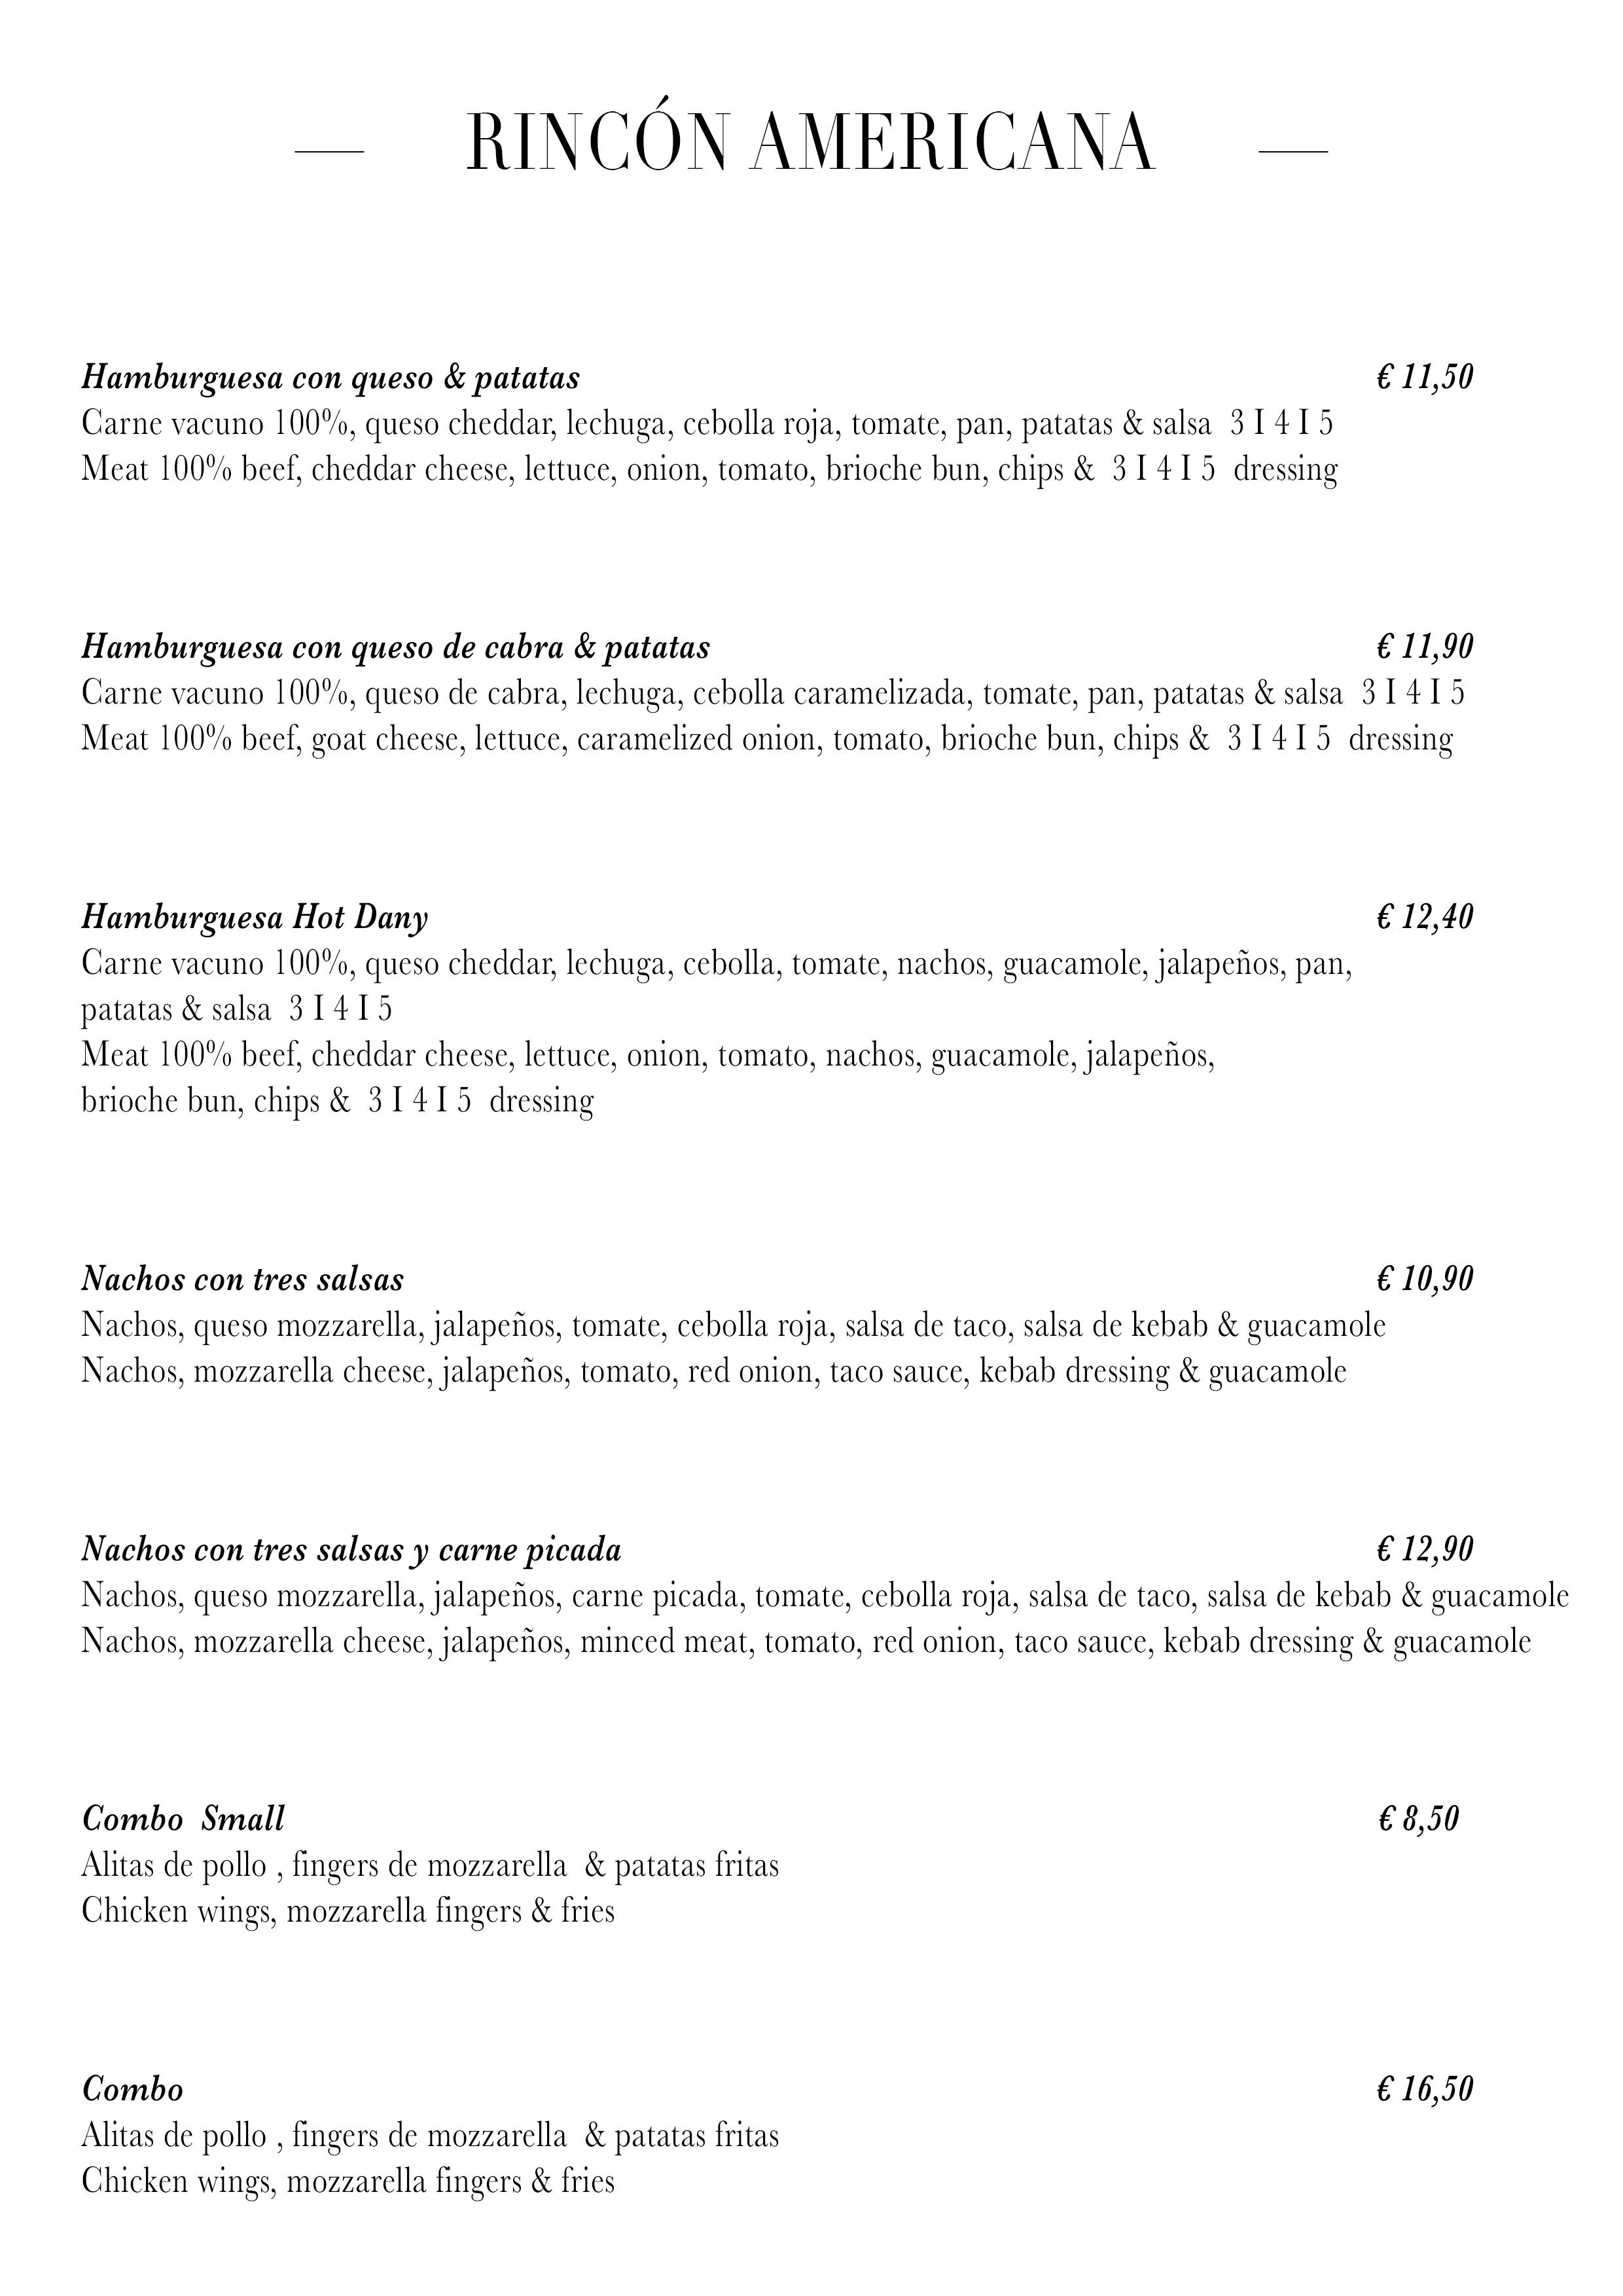 RINCÓN AMERICANA
Hamburguesa con queso & patatas € 11,50
Carne vacuno 100%, queso cheddar, lechuga, cebolla roja, tomate, pan, patatas & salsa 3 I 4 I 5
Meat 100% beef, cheddar cheese, lettuce, onion, tomato, brioche bun, chips & 3 I 4 I 5 dressing
Hamburguesa con queso de cabra & patatas € 11,90
Carne vacuno 100%, queso de cabra, lechuga, cebolla caramelizada, tomate, pan, patatas & salsa 3 I 4 I 5
Meat 100% beef, goat cheese, lettuce, caramelized onion, tomato, brioche bun, chips & 3 I 4 I 5 dressing
Hamburguesa Hot Dany € 12,40
Carne vacuno 100%, queso cheddar, lechuga, cebolla, tomate, nachos, guacamole, jalapeños, pan,
patatas & salsa 3 I 4 I 5
Meat 100% beef, cheddar cheese, lettuce, onion, tomato, nachos, guacamole, jalapeños,
brioche bun, chips & 3 I 4 I 5 dressing
Nachos con tres salsas € 10,90
Nachos, queso mozzarella, jalapeños, tomate, cebolla roja, salsa de taco, salsa de kebab & guacamole
Nachos, mozzarella cheese, jalapeños, tomato, red onion, taco sauce, kebab dressing & guacamole
Nachos con tres salsas y carne picada € 12,90
Nachos, queso mozzarella, jalapeños, carne picada, tomate, cebolla roja, salsa de taco, salsa de kebab & guacamole
Nachos, mozzarella cheese, jalapeños, minced meat, tomato, red onion, taco sauce, kebab dressing & guacamole
Combo Small € 8,50
Alitas de pollo , fingers de mozzarella & patatas fritas
Chicken wings, mozzarella fingers & fries
Combo € 16,50
Alitas de pollo , fingers de mozzarella & patatas fritas
Chicken wings, mozzarella fingers & fries